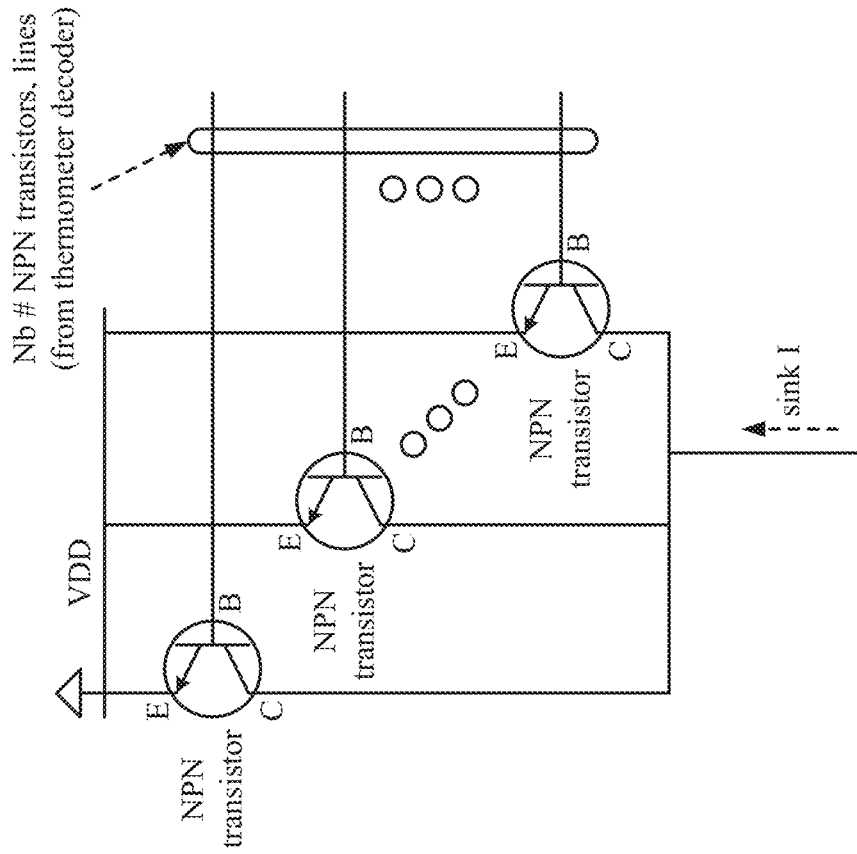 Nb # NPN transistors, lines
(from thermometer decoder)
VDD
E
B
C
NPN
transistor
E
B
C
NPN
transistor
E
B
C
NPN
transistor
sink I